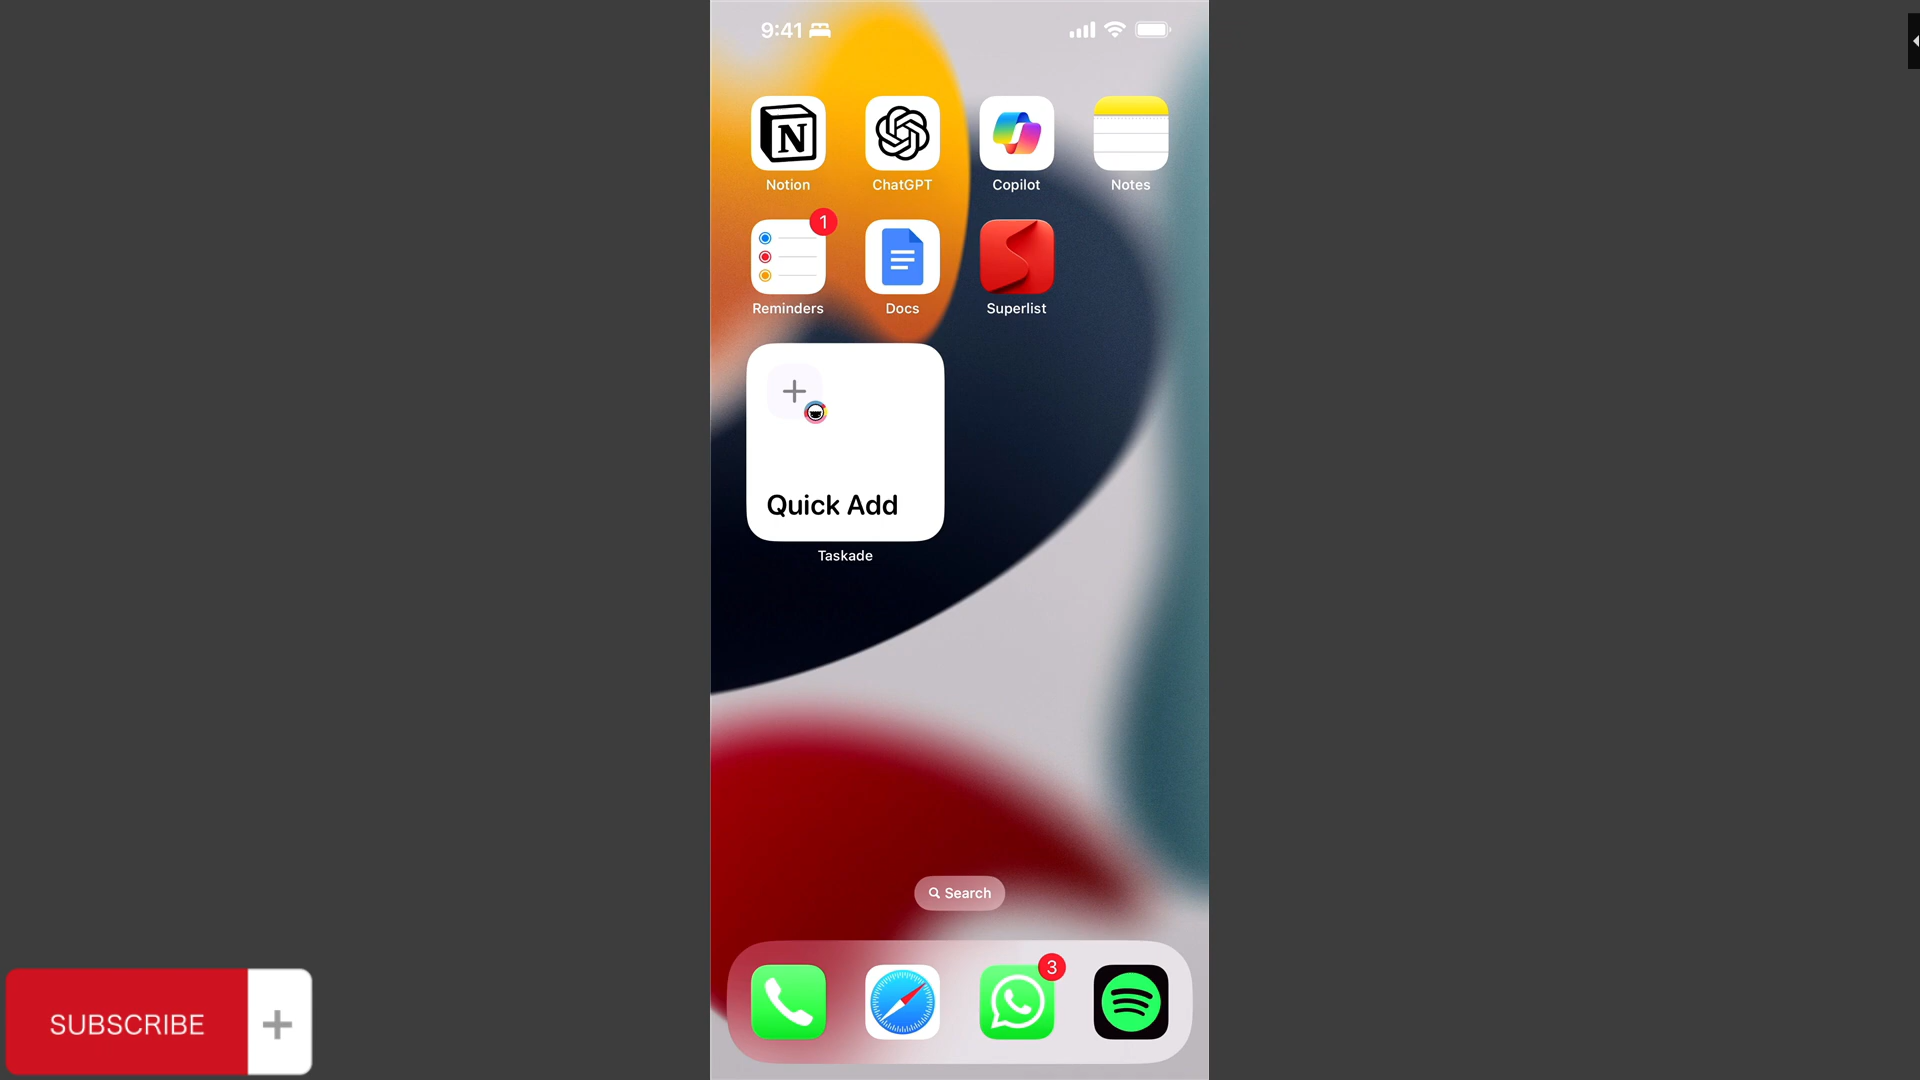 9:41
N
Notion
ChatGPT
Copilot
Notes
1
Reminders
Docs
Superlist
Quick Add
Taskade
Search
3
SUBSCRIBE